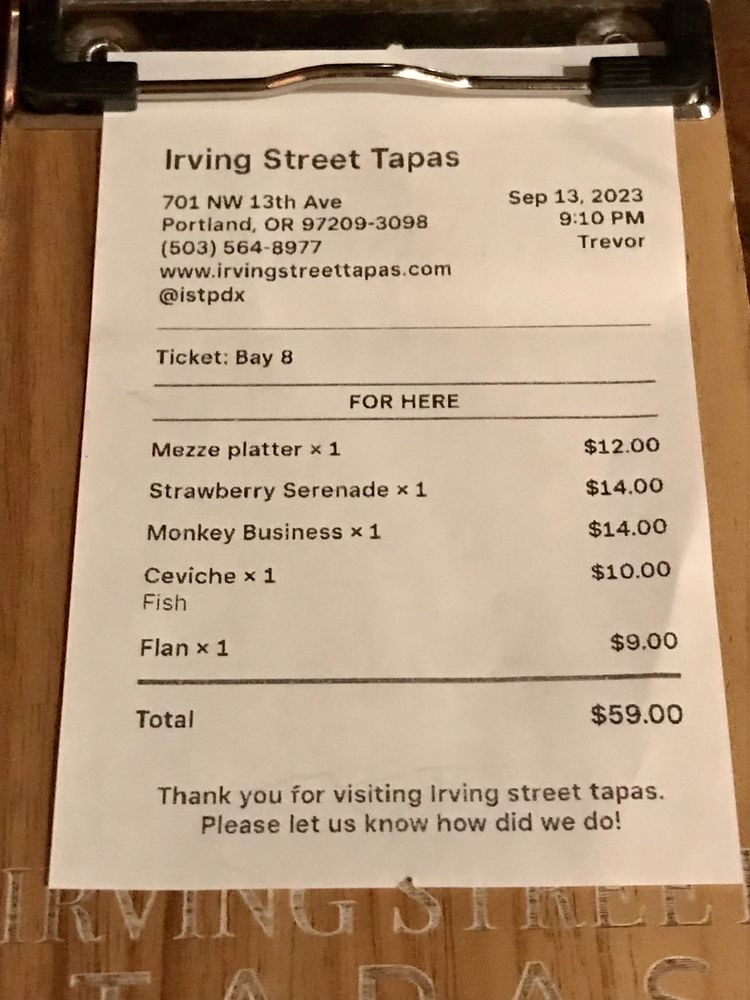 Irving Street Tapas
701 NW 13th Ave
Portland, OR 97209-3098
(503) 564-8977
www.irvingstreettapas.com
@istpdx
Sep 13, 2023
9:10 PM
Trevor
Ticket: Bay 8
FOR HERE
Mezze platter × 1 $12.00
Strawberry Serenade × 1 $14.00
Monkey Business × 1 $14.00
Ceviche × 1 $10.00
Fish
Flan × 1 $9.00
Total $59.00
Thank you for visiting Irving street tapas.
Please let us know how did we do!
IRVING STREET
TAPAS